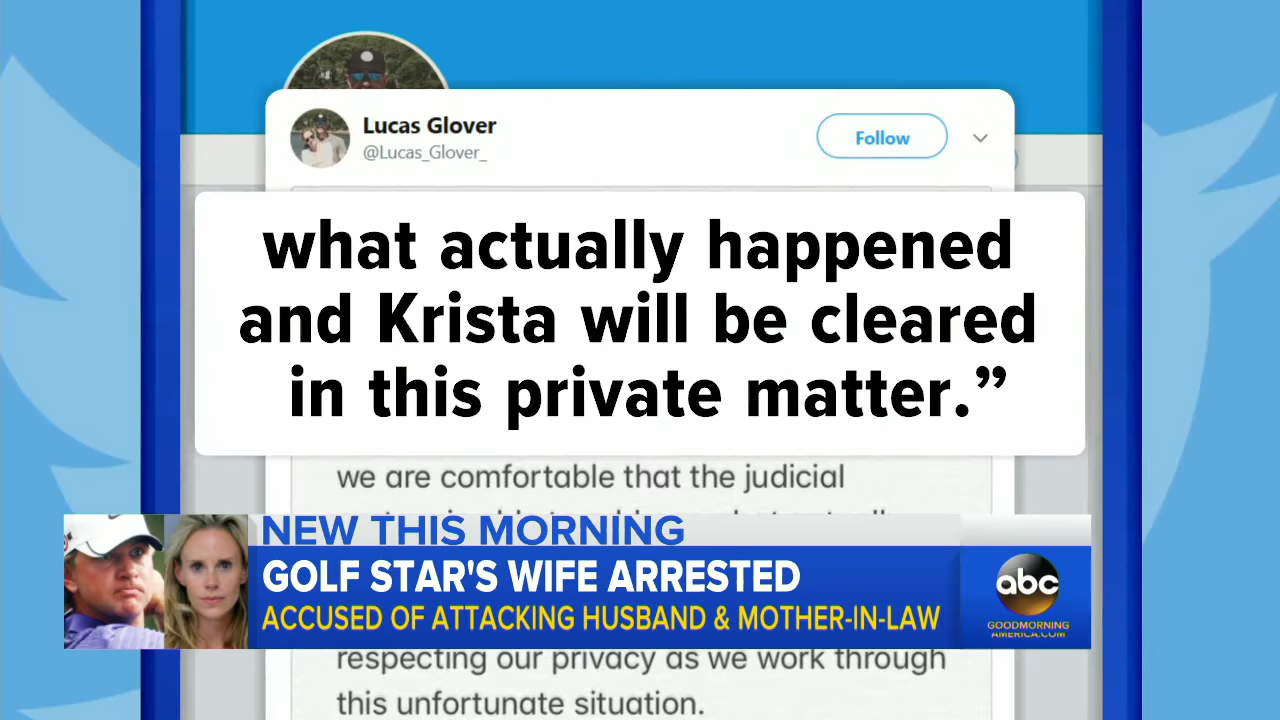 Lucas Glover
@Lucas_Glover_
Follow
what actually happened
and Krista will be cleared
in this private matter.”
we are comfortable that the judicial
NEW THIS MORNING
GOLF STAR'S WIFE ARRESTED
ACCUSED OF ATTACKING HUSBAND & MOTHER-IN-LAW
abc
GOODMORNING
AMERICA.COM
respecting our privacy as we work through
this unfortunate situation.